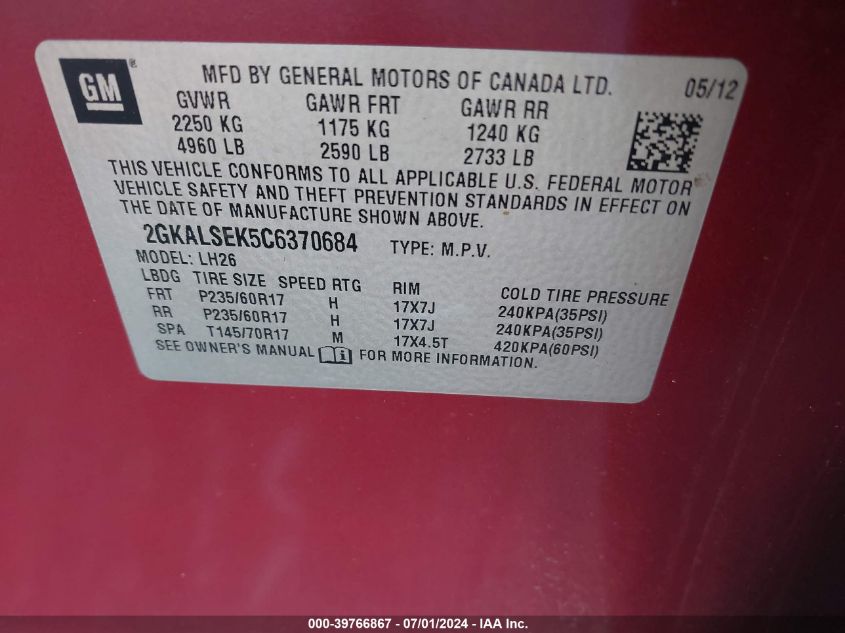 GM ® MFD BY GENERAL MOTORS OF CANADA LTD. 05/12
GVWR GAWR FRT GAWR RR
2250 KG 1175 KG 1240 KG
4960 LB 2590 LB 2733 LB
THIS VEHICLE CONFORMS TO ALL APPLICABLE U.S. FEDERAL MOTOR
VEHICLE SAFETY AND THEFT PREVENTION STANDARDS IN EFFECT ON
THE DATE OF MANUFACTURE SHOWN ABOVE.
2GKALSEK5C6370684 TYPE: M.P.V.
MODEL: LH26
LBDG TIRE SIZE SPEED RTG RIM COLD TIRE PRESSURE
FRT P235/60R17 H 17X7J 240KPA(35PSI)
RR P235/60R17 H 17X7J 240KPA(35PSI)
SPA T145/70R17 M 17X4.5T 420KPA(60PSI)
SEE OWNER'S MANUAL FOR MORE INFORMATION.
000-39766867 - 07/01/2024 - IAA Inc.